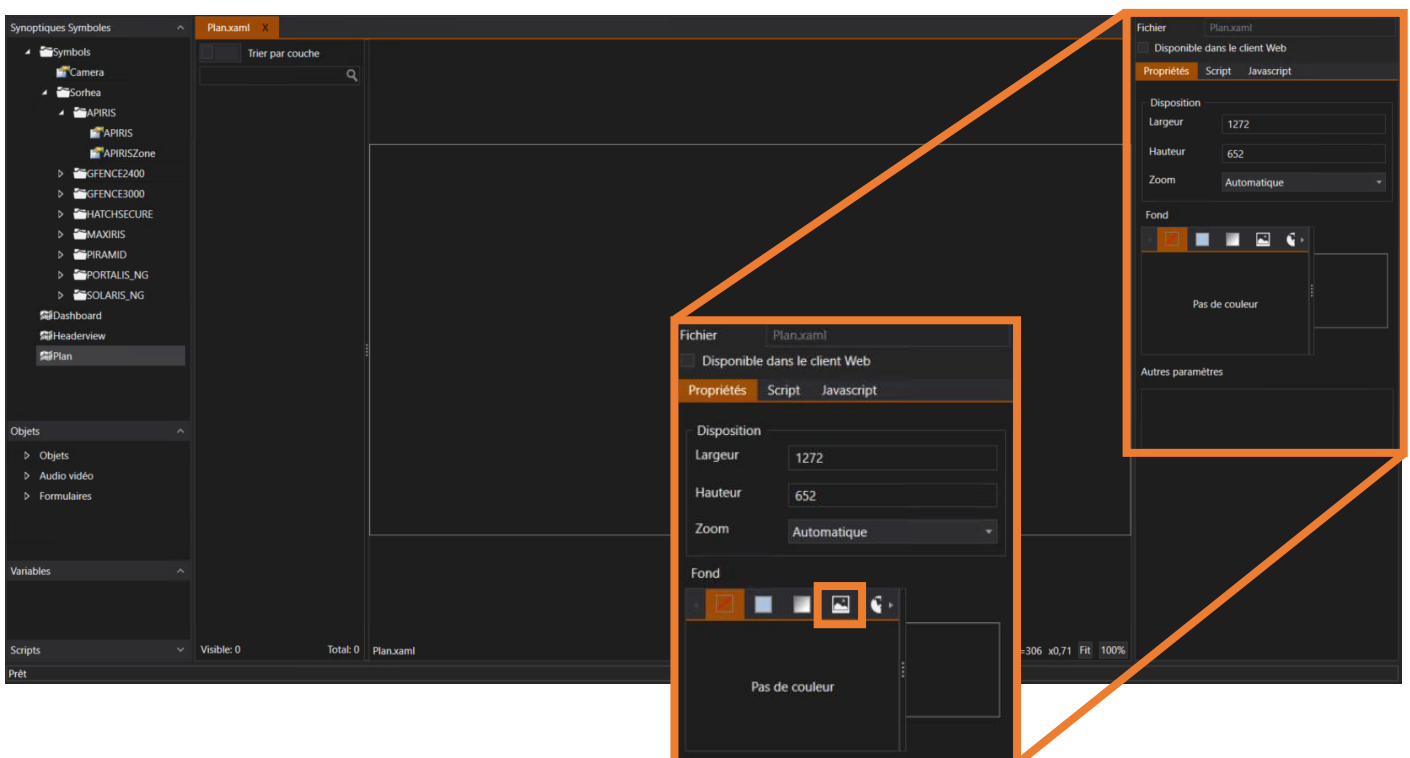 Synoptiques Symboles
Symbols
Camera
Sorhea
APIRIS
APIRIS
APIRISZone
GFENCE2400
GFENCE3000
HATCHSECURE
MAXIRIS
PIRAMID
PORTALIS_NG
SOLARIS_NG
Dashboard
Headerview
Plan
Objets
Objets
Audio vidéo
Formulaires
Variables
Scripts
Prêt
Plan.xaml X
Trier par couche
Visible: 0 Total: 0
Plan.xaml
=306 x0,71 Fit 100%
Fichier Plan.xaml
Disponible dans le client Web
Propriétés Script Javascript
Disposition
Largeur 1272
Hauteur 652
Zoom Automatique
Fond
Pas de couleur
Autres paramètres
Fichier Plan.xaml
Disponible dans le client Web
Propriétés Script Javascript
Disposition
Largeur 1272
Hauteur 652
Zoom Automatique
Fond
Pas de couleur